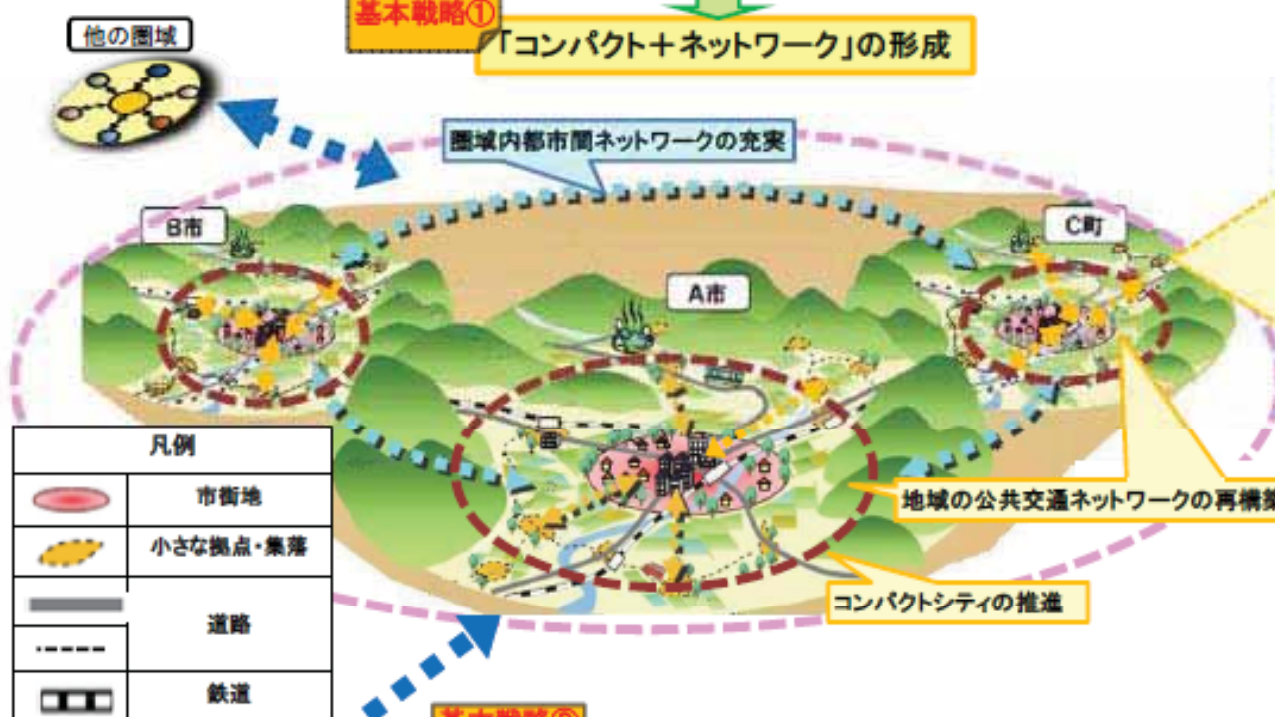 基本戦略①
「コンパクト+ネットワーク」の形成
他の圏域
圏域内都市間ネットワークの充実
B市
C町
A市
凡例
市街地
小さな拠点・集落
道路
鉄道
地域の公共交通ネットワークの再構築
コンパクトシティの推進
基本戦略